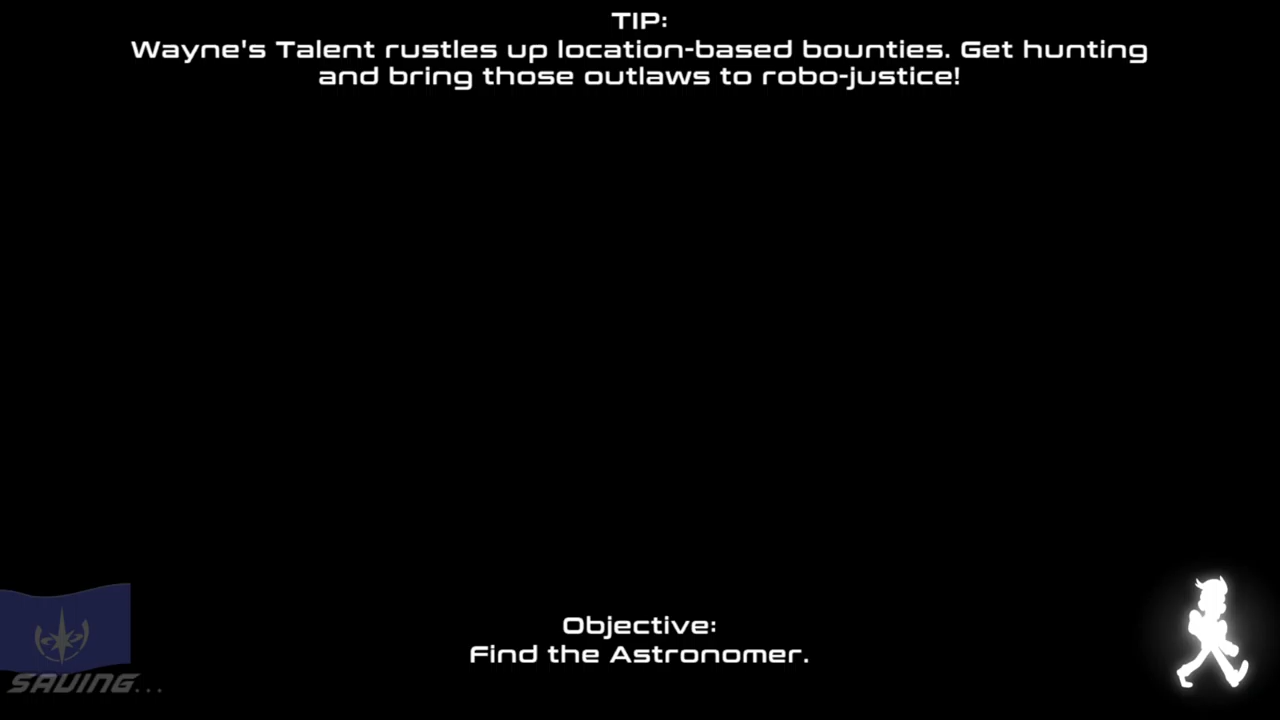 TIP:
Wayne's Talent rustles up location-based bounties. Get hunting
and bring those outlaws to robo-justice!
Objective:
Find the Astronomer.
SAVING...